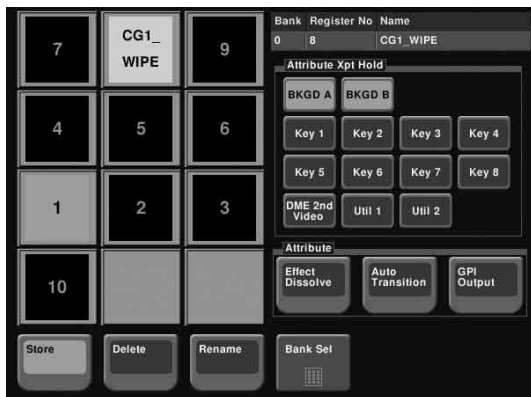 7
CG1_
WIPE
9
4
5
6
1
2
3
10
Store
Delete
Rename
Bank Sel
Bank Register No Name
0 8 CG1_WIPE
Attribute Xpt Hold
BKGD A BKGD B
Key 1 Key 2 Key 3 Key 4
Key 5 Key 6 Key 7 Key 8
DME 2nd
Video
Util 1 Util 2
Attribute
Effect
Dissolve
Auto
Transition
GPI
Output